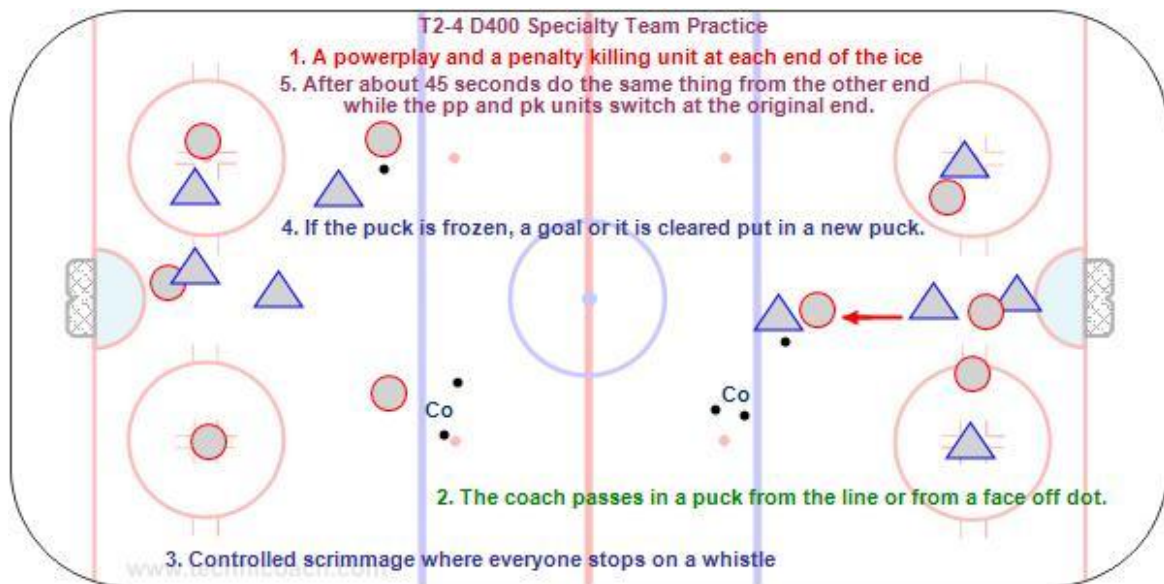 T2-4 D400 Specialty Team Practice
1. A powerplay and a penalty killing unit at each end of the ice
5. After about 45 seconds do the same thing from the other end
while the pp and pk units switch at the original end.
4. If the puck is frozen, a goal or it is cleared put in a new puck.
Co
Co
2. The coach passes in a puck from the line or from a face off dot.
3. Controlled scrimmage where everyone stops on a whistle
www.technicoach.com